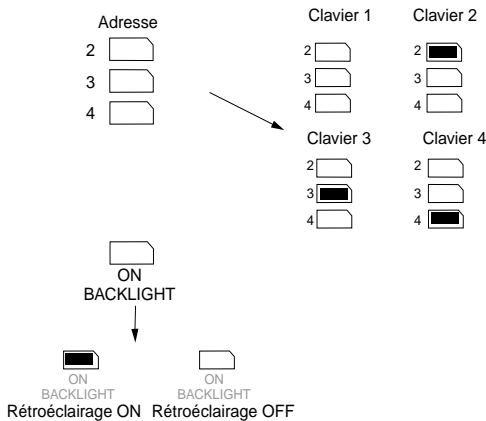 Adresse
2
3
4
Clavier 1
2
3
4
Clavier 2
2
3
4
Clavier 3
2
3
4
Clavier 4
2
3
4
ON
BACKLIGHT
ON
BACKLIGHT
Rétroéclairage ON
ON
BACKLIGHT
Rétroéclairage OFF